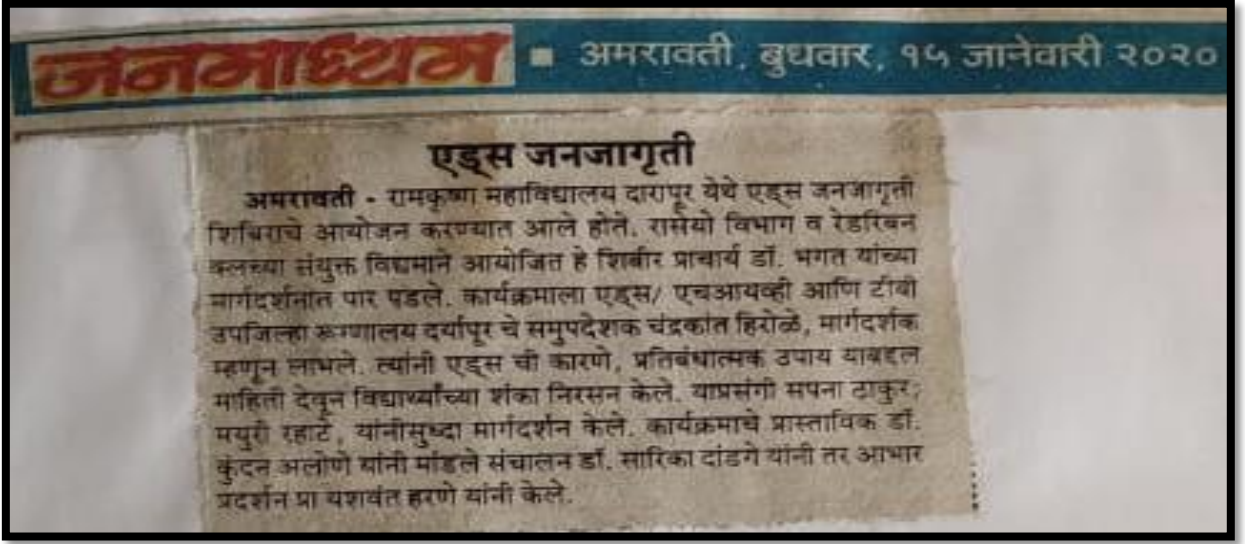 जनमाध्यम ■ अमरावती, बुधवार, १५ जानेवारी २०२०
एड्स जनजागृती
अमरावती - रामकृष्ण महाविद्यालय दारापूर येथे एड्स जनजागृती
शिबिराचे आयोजन करण्यात आले होते. रासेयो विभाग व रेडरिबन
क्लच्या संयुक्त विद्यमाने आयोजित हे शिबीर प्राचार्य डॉ. भगत यांच्या
मार्गदर्शनात पार पडले. कार्यक्रमाला एड्स/ एचआयव्ही आणि टीबी
उपजिल्हा रूग्णालय दर्यापूर चे समुपदेशक चंद्रकांत हिरोळे, मार्गदर्शक
म्हणून लाभले. त्यांनी एड्स ची कारणे, प्रतिबंधात्मक उपाय याबद्दल
माहिती देवून विद्यार्थ्यांच्या शंका निरसन केले. याप्रसंगी सपना ठाकुर,
मयुरी रहाटे, यांनीसुध्दा मार्गदर्शन केले. कार्यक्रमाचे प्रास्ताविक डॉ.
कुंदन अलोणे यांनी मांडले संचालन डॉ. सारिका दांडगे यांनी तर आभार
प्रदर्शन प्रा यशवंत हरणे यांनी केले.